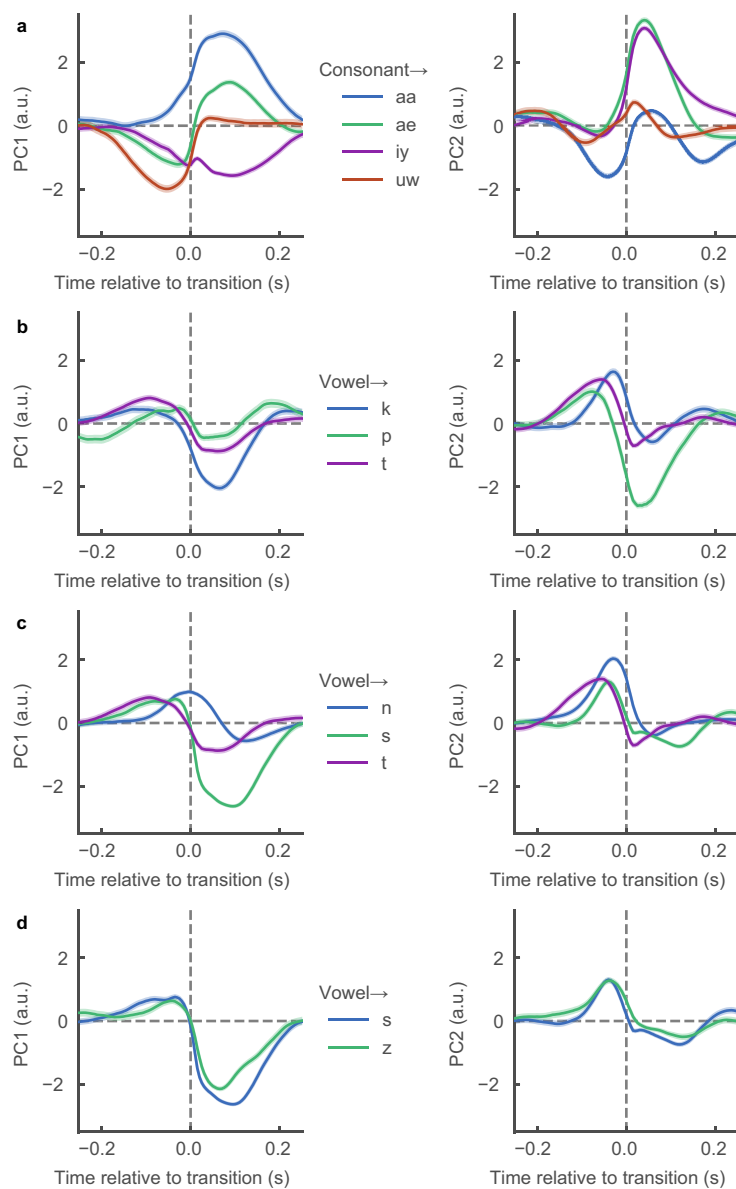 a
PC1 (a.u.)
2
0
−2
−0.2
0.0
0.2
Time relative to transition (s)
Consonant→
aa
ae
iy
uw
PC2 (a.u.)
2
0
−2
−0.2
0.0
0.2
Time relative to transition (s)
b
PC1 (a.u.)
2
0
−2
−0.2
0.0
0.2
Time relative to transition (s)
Vowel→
k
p
t
PC2 (a.u.)
2
0
−2
−0.2
0.0
0.2
Time relative to transition (s)
c
PC1 (a.u.)
2
0
−2
−0.2
0.0
0.2
Time relative to transition (s)
Vowel→
n
s
t
PC2 (a.u.)
2
0
−2
−0.2
0.0
0.2
Time relative to transition (s)
d
PC1 (a.u.)
2
0
−2
−0.2
0.0
0.2
Time relative to transition (s)
Vowel→
s
z
PC2 (a.u.)
2
0
−2
−0.2
0.0
0.2
Time relative to transition (s)